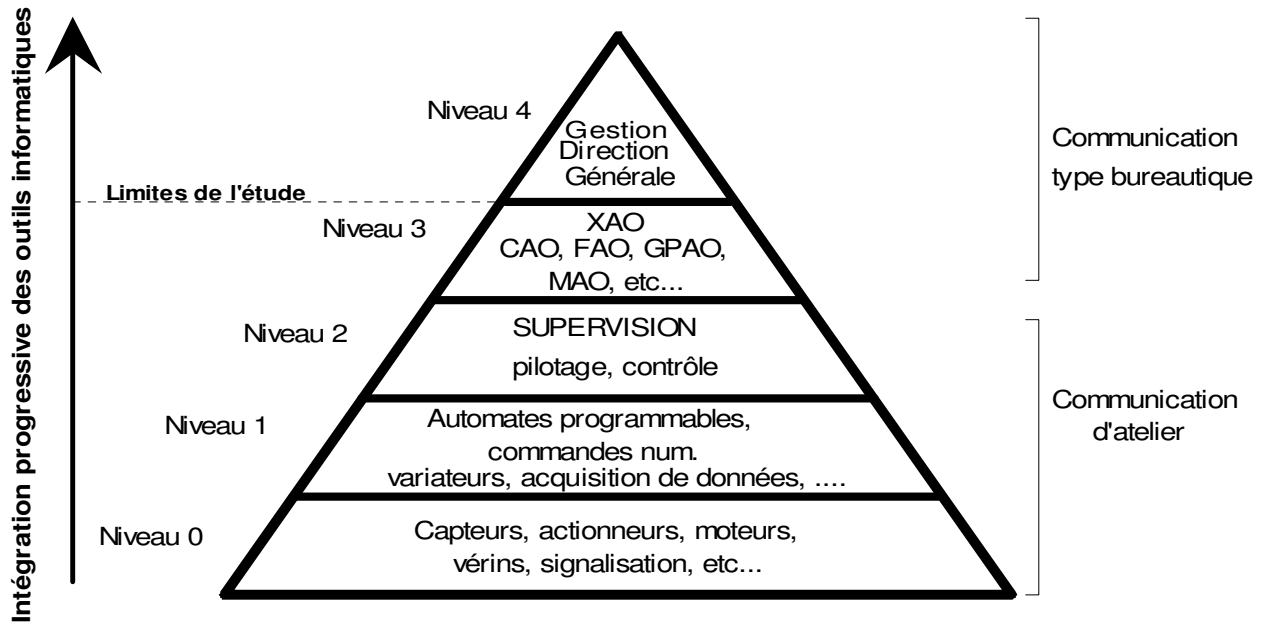 Intégration progressive des outils informatiques
Niveau 4
Gestion
Direction
Générale
Communication
type bureautique
Limites de l'étude
Niveau 3
XAO
CAO, FAO, GPAO,
MAO, etc...
Niveau 2
SUPERVISION
pilotage, contrôle
Niveau 1
Automates programmables,
commandes num.
variateurs, acquisition de données, ....
Communication
d'atelier
Niveau 0
Capteurs, actionneurs, moteurs,
vérins, signalisation, etc...